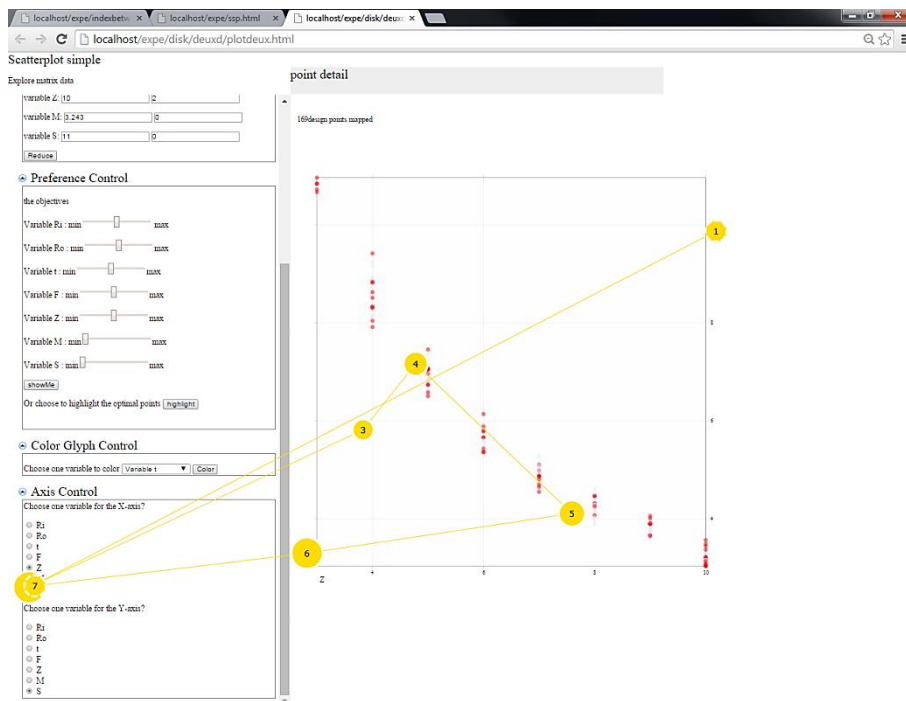 localhost/expe/indexbetw
localhost/expe/ssp.html
localhost/expe/disk/deux
localhost/expe/disk/deuxd/plotdeux.html
Scatterplot simple
Explore matrix data
point detail
variable Z: 10 2
variable M: 3.243 0
variable S: 11 0
Reduce
169design points mapped
Preference Control
the objectives
Variable Ri : min max
Variable Ro : min max
Variable t : min max
Variable F : min max
Variable Z : min max
Variable M : min max
Variable S : min max
showMe
Or choose to highlight the optimal points highlight
Color Glyph Control
Choose one variable to color Variable t Color
Axis Control
Choose one variable for the X-axis?
Ri
Ro
t
F
Z
Choose one variable for the Y-axis?
Ri
Ro
t
F
Z
M
S
1
3
4
5
6
7
8
6
4
Z
4
6
8
10